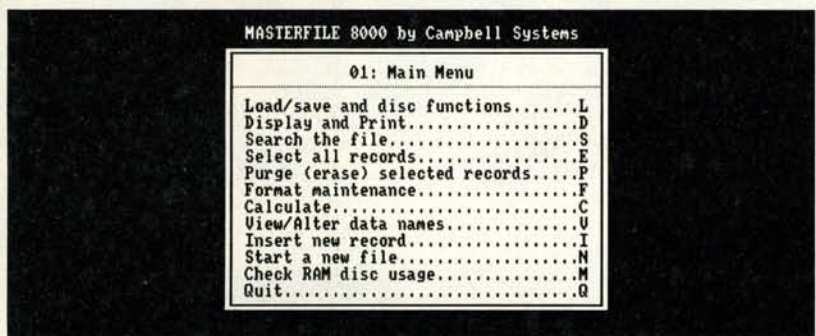 MASTERFILE 8000 by Campbell Systems
01: Main Menu
Load/save and disc functions.......L
Display and Print..................D
Search the file....................S
Select all records.................E
Purge (erase) selected records.....P
Format maintenance.................F
Calculate..........................C
View/Alter data names..............V
Insert new record..................I
Start a new file...................N
Check RAM disc usage...............M
Quit...............................Q